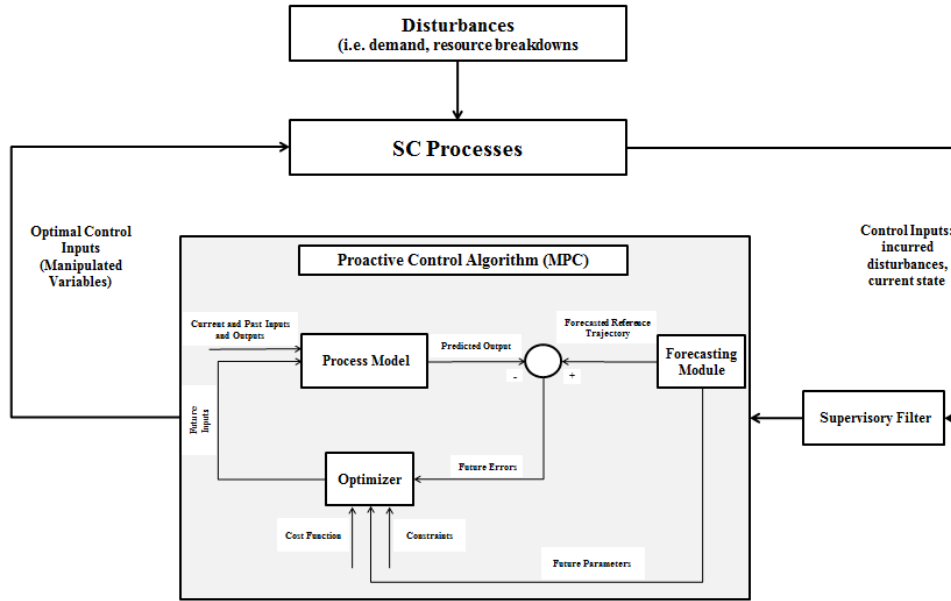 Disturbances
(i.e. demand, resource breakdowns
SC Processes
Optimal Control
Inputs
(Manipulated
Variables)
Control Inputs:
incurred
disturbances,
current state
Proactive Control Algorithm (MPC)
Current and Past Inputs
and Outputs
Process Model
Predicted Output
-
+
Forecasted Reference
Trajectory
Forecasting
Module
Supervisory Filter
Future
Inputs
Optimizer
Future Errors
Cost Function
Constraints
Future Parameters